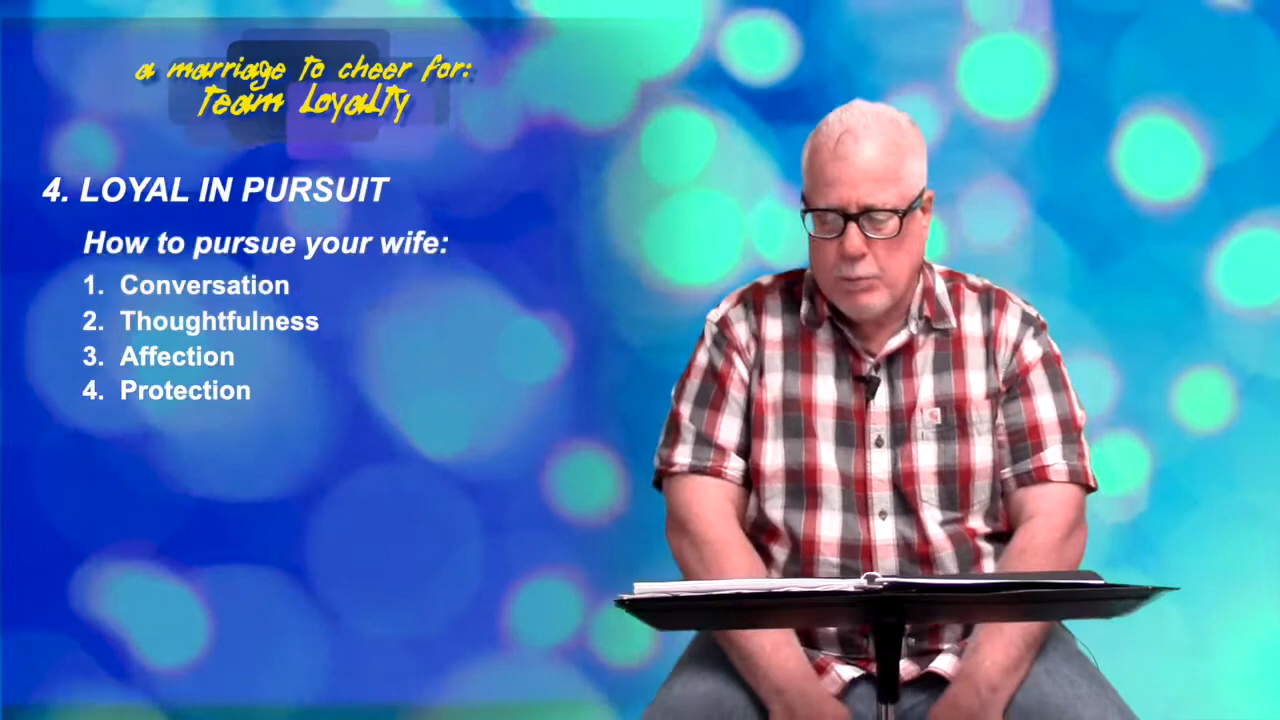 a marriage to cheer for:
Team Loyalty
4. LOYAL IN PURSUIT
How to pursue your wife:
1. Conversation
2. Thoughtfulness
3. Affection
4. Protection